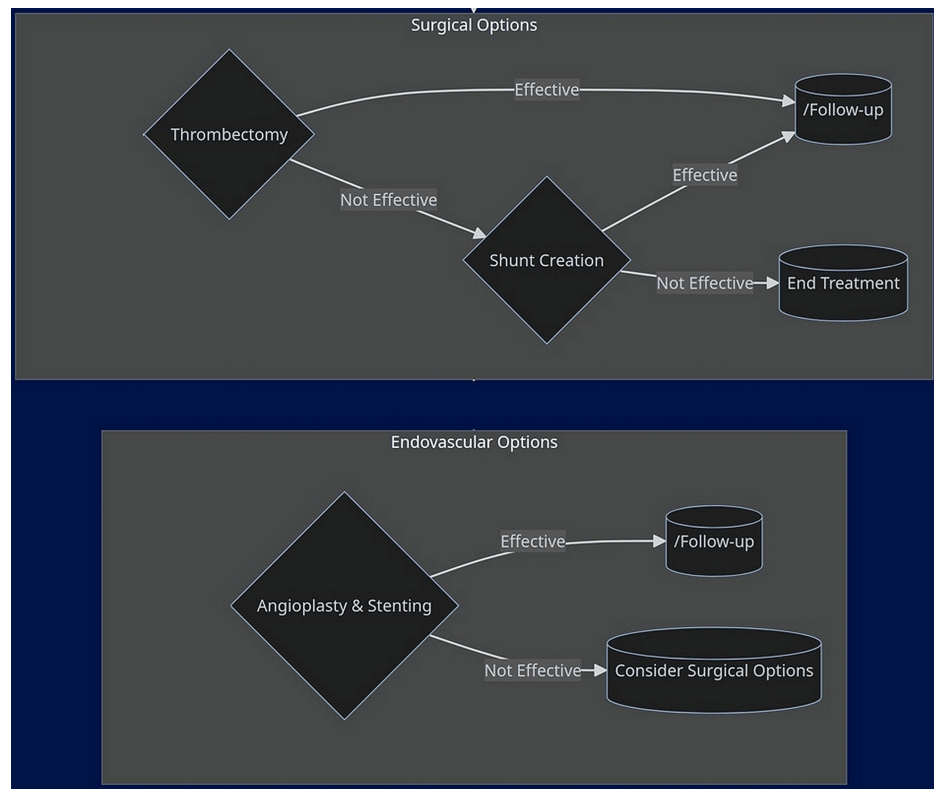 Surgical Options
Effective
/Follow-up
Thrombectomy
Effective
Not Effective
Shunt Creation
Not Effective
End Treatment
Endovascular Options
Effective
/Follow-up
Angioplasty & Stenting
Not Effective
Consider Surgical Options